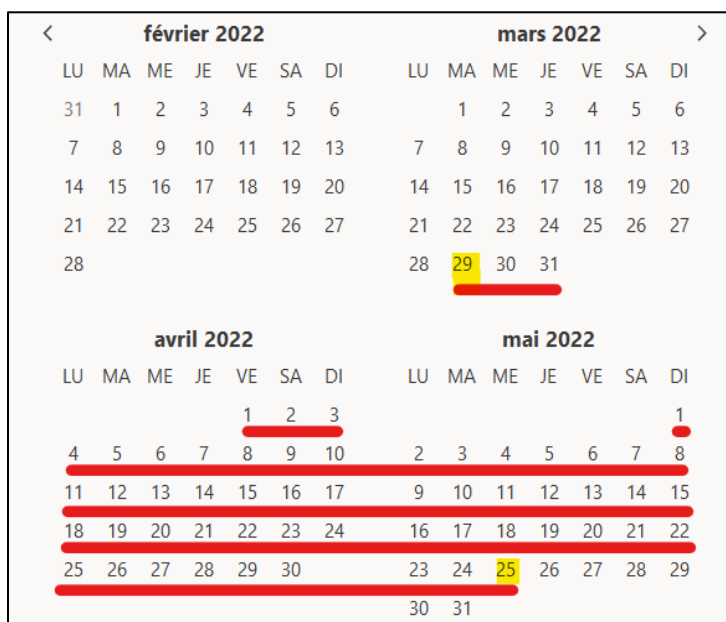 février 2022
LU MA ME JE VE SA DI
31 1 2 3 4 5 6
7 8 9 10 11 12 13
14 15 16 17 18 19 20
21 22 23 24 25 26 27
28
mars 2022
LU MA ME JE VE SA DI
1 2 3 4 5 6
7 8 9 10 11 12 13
14 15 16 17 18 19 20
21 22 23 24 25 26 27
28 29 30 31
avril 2022
LU MA ME JE VE SA DI
1 2 3
4 5 6 7 8 9 10
11 12 13 14 15 16 17
18 19 20 21 22 23 24
25 26 27 28 29 30
mai 2022
LU MA ME JE VE SA DI
1
2 3 4 5 6 7 8
9 10 11 12 13 14 15
16 17 18 19 20 21 22
23 24 25 26 27 28 29
30 31